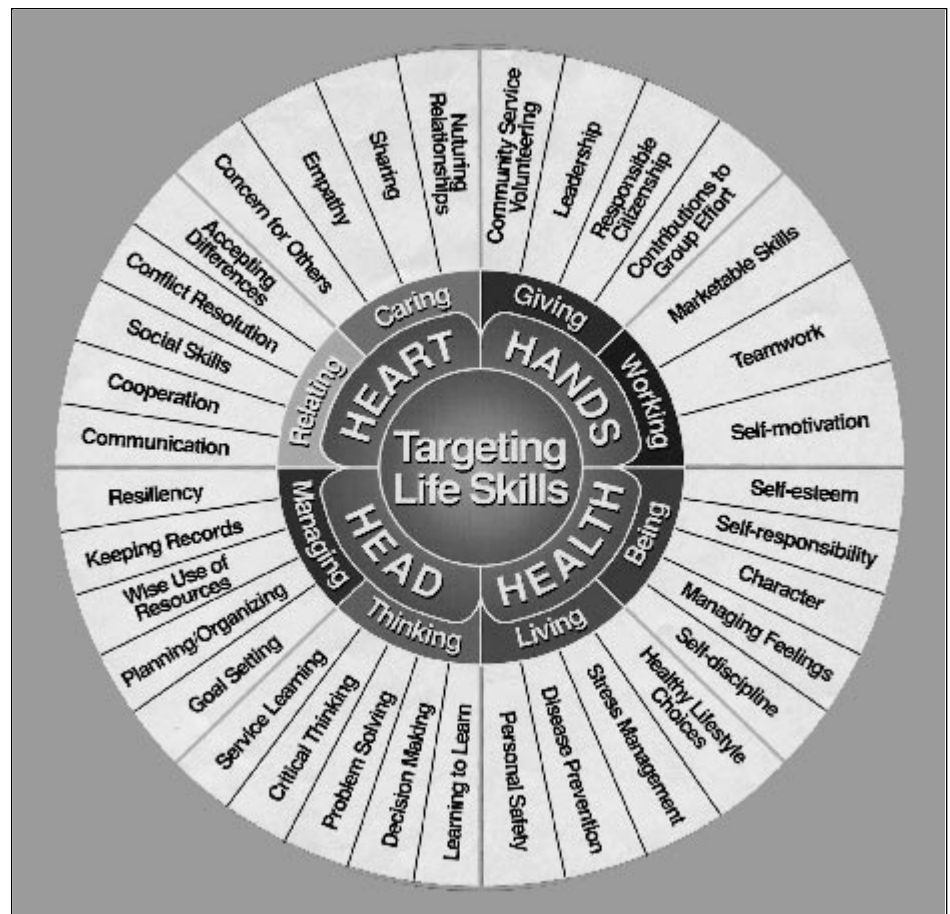 Targeting
Life Skills
HEART
HANDS
HEALTH
HEAD
Caring
Giving
Working
Being
Living
Thinking
Managing
Relating
Nuturing
Relationships
Community Service
Volunteering
Leadership
Responsible
Citizenship
Contributions to
Group Effort
Marketable Skills
Teamwork
Self-motivation
Self-esteem
Self-responsibility
Character
Managing Feelings
Self-discipline
Healthy Lifestyle
Choices
Stress Management
Disease Prevention
Personal Safety
Learning to Learn
Decision Making
Problem Solving
Critical Thinking
Service Learning
Goal Setting
Planning/Organizing
Wise Use of
Resources
Keeping Records
Resiliency
Communication
Cooperation
Social Skills
Conflict Resolution
Accepting
Differences
Concern for Others
Empathy
Sharing